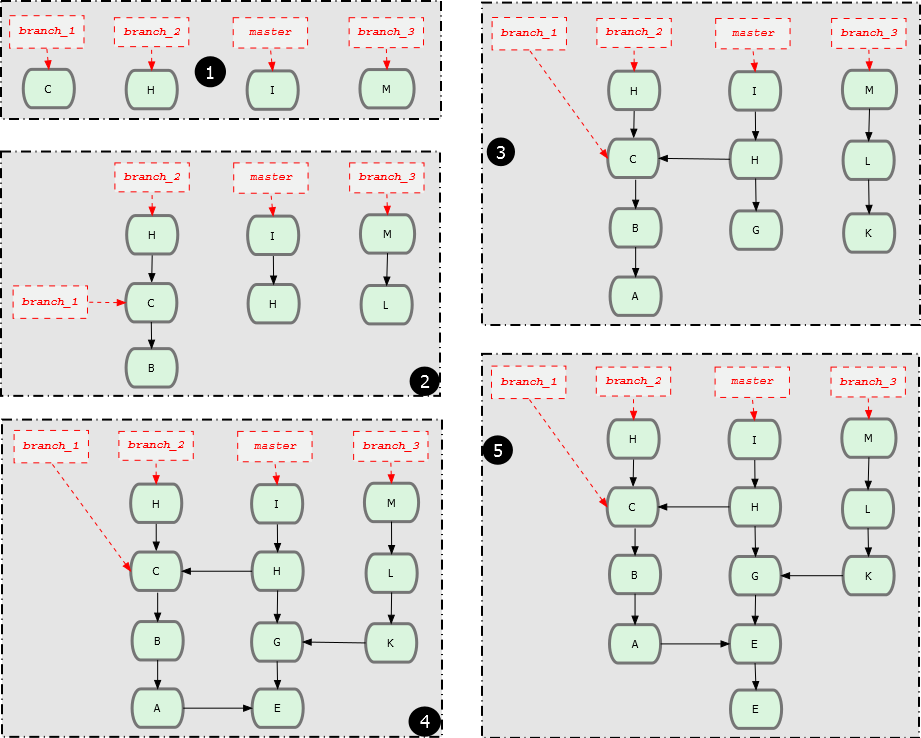 branch_1 branch_2 master branch_3
1
C H I M
branch_2 master branch_3
H I M
branch_1 C H L
B
2
branch_1 branch_2 master branch_3
H I M
C H L
B G K
A E
4
branch_1 branch_2 master branch_3
H I M
3
C H L
B G K
A
branch_1 branch_2 master branch_3
H I M
5
C H L
B G K
A E
E